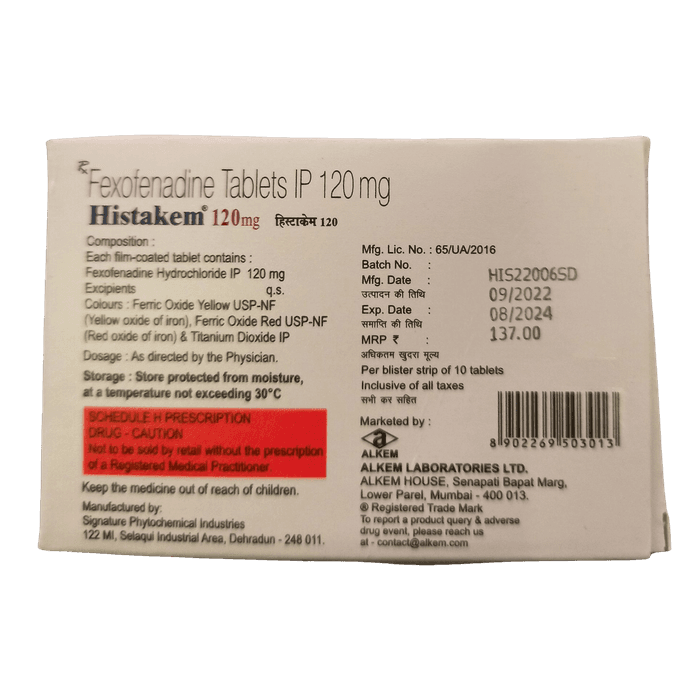 Rx Fexofenadine Tablets IP 120 mg
Histakem® 120mg हिस्टाकेम 120
Composition :
Each film-coated tablet contains :
Fexofenadine Hydrochloride IP 120 mg
Excipients q.s.
Colours : Ferric Oxide Yellow USP-NF
(Yellow oxide of iron), Ferric Oxide Red USP-NF
(Red oxide of iron) & Titanium Dioxide IP
Dosage : As directed by the Physician.
Storage : Store protected from moisture,
at a temperature not exceeding 30°C
SCHEDULE H PRESCRIPTION
DRUG - CAUTION
Not to be sold by retail without the prescription
of a Registered Medical Practitioner.
Keep the medicine out of reach of children.
Manufactured by:
Signature Phytochemical Industries
122 MI, Selaqui Industrial Area, Dehradun - 248 011.
Mfg. Lic. No. : 65/UA/2016
Batch No. : HIS22006SD
Mfg. Date : 09/2022
उत्पादन की तिथि
Exp. Date : 08/2024
समाप्ति की तिथि
MRP ₹ : 137.00
अधिकतम खुदरा मूल्य
Per blister strip of 10 tablets
Inclusive of all taxes
सभी कर सहित
Marketed by :
a
ALKEM
ALKEM LABORATORIES LTD.
ALKEM HOUSE, Senapati Bapat Marg,
Lower Parel, Mumbai - 400 013.
® Registered Trade Mark
To report a product query & adverse
drug event, please reach us
at - contact@alkem.com
8 902269 503013